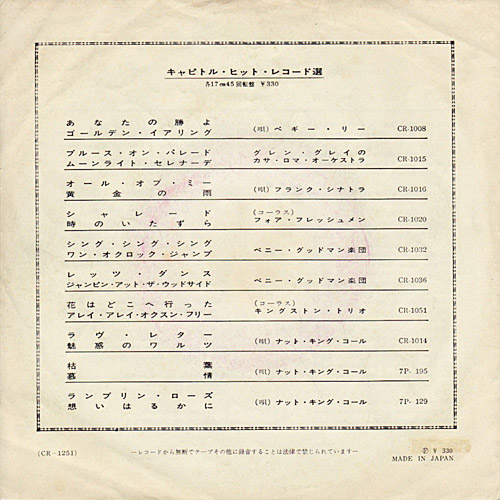 キャピトル・ヒット・レコード選
各17㎝45回転盤 ￥330
あなたの勝よ
ゴールデン・イアリング
(唄) ペギー・リー
CR-1008
ブルース・オン・パレード
ムーンライト・セレナーデ
グレン・グレイの
カサ・ロマ・オーケストラ
CR-1015
オール・オブ・ミー
黄金の雨
(唄) フランク・シナトラ
CR-1016
シャレード
時のいたずら
(コーラス)
フォア・フレッシュメン
CR-1020
シング・シング・シング
ワン・オクロック・ジャンプ
ベニー・グッドマン楽団
CR-1032
レッツ・ダンス
ジャンピン・アット・ザ・ウッドサイド
ベニー・グッドマン楽団
CR-1036
花はどこへ行った
アレイ・アレイ・オクスン・フリー
(コーラス)
キングストン・トリオ
CR-1051
ラヴ・レター
魅惑のワルツ
(唄) ナット・キング・コール
CR-1014
枯葉
慕情
(唄) ナット・キング・コール
7P-195
ランブリン・ローズ
想いはるかに
(唄) ナット・キング・コール
7P-129
(CR-1251)
―レコードから無断でテープその他に録音することは法律で禁じられています―
Ⓟ ￥330
MADE IN JAPAN